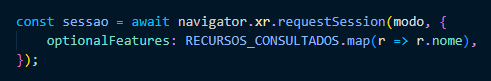 const sessao = await navigator.xr.requestSession(modo, {
    optionalFeatures: RECURSOS_CONSULTADOS.map(r => r.nome),
});